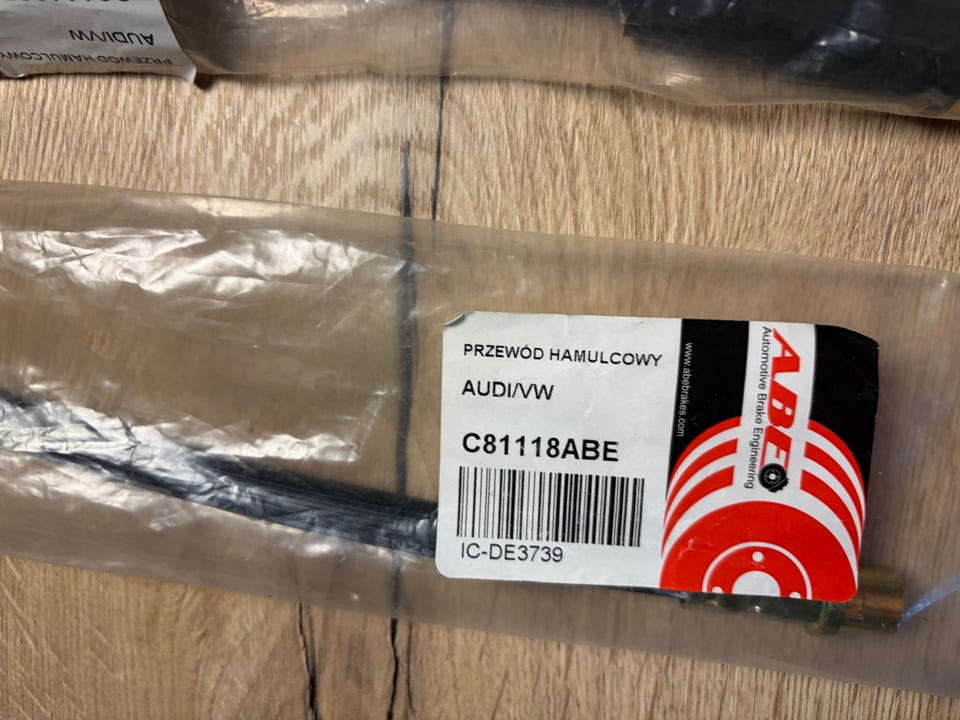 AUDI/VW
PRZEWÓD HAMULCOWY
PRZEWÓD HAMULCOWY
AUDI/VW
C81118ABE
IC-DE3739
www.abebrakes.com
ABE
Automotive Brake Engineering